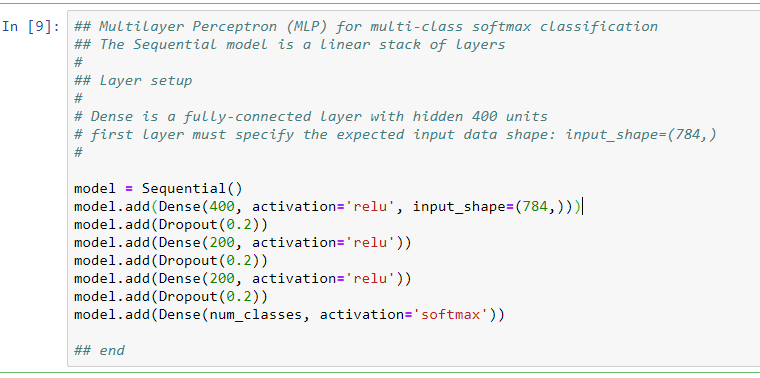 In [9]: ## Multilayer Perceptron (MLP) for multi-class softmax classification
## The Sequential model is a linear stack of layers
#
## Layer setup
#
# Dense is a fully-connected layer with hidden 400 units
# first layer must specify the expected input data shape: input_shape=(784,)
#
model = Sequential()
model.add(Dense(400, activation='relu', input_shape=(784,)))
model.add(Dropout(0.2))
model.add(Dense(200, activation='relu'))
model.add(Dropout(0.2))
model.add(Dense(200, activation='relu'))
model.add(Dropout(0.2))
model.add(Dense(num_classes, activation='softmax'))
## end